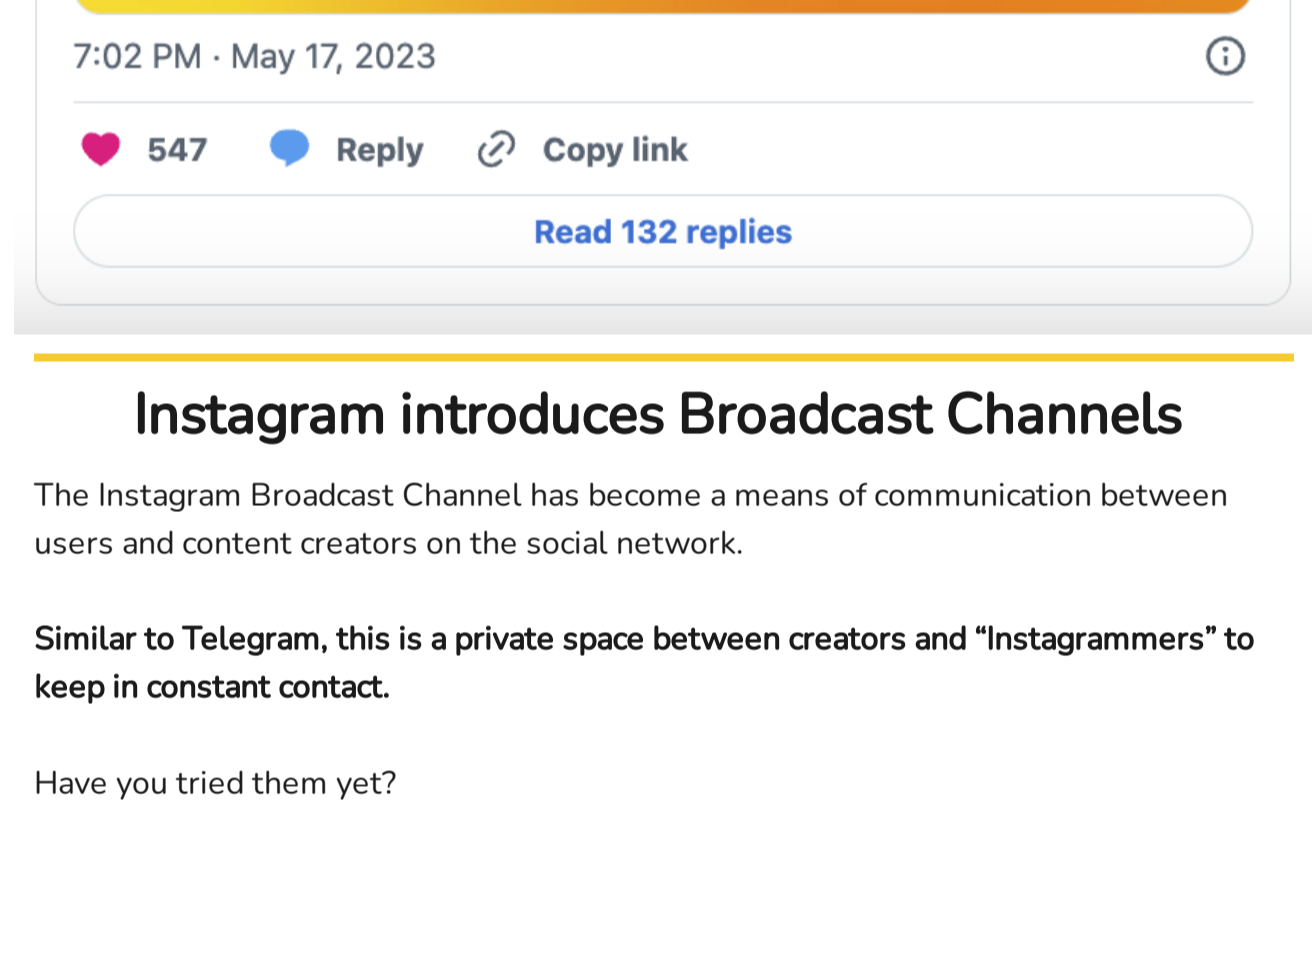 7:02 PM · May 17, 2023
547 Reply Copy link
Read 132 replies
Instagram introduces Broadcast Channels
The Instagram Broadcast Channel has become a means of communication between
users and content creators on the social network.
Similar to Telegram, this is a private space between creators and “Instagrammers” to
keep in constant contact.
Have you tried them yet?